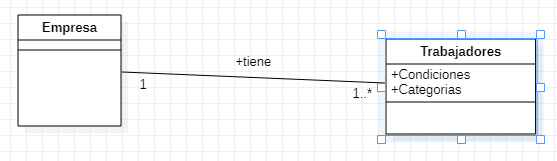 Empresa
+tiene
1
1..*
Trabajadores
+Condiciones
+Categorias